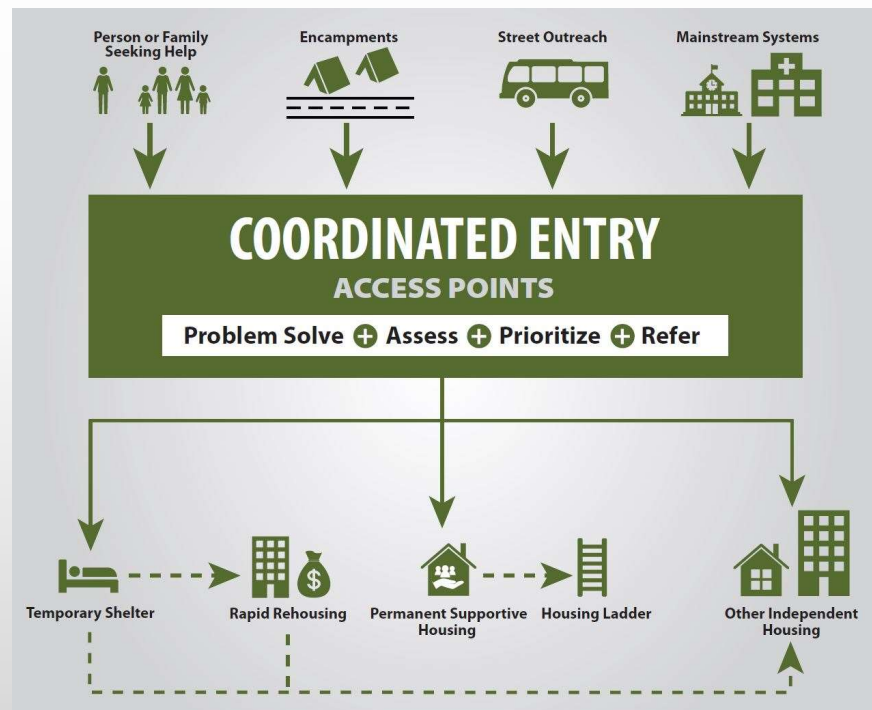 Person or Family
Seeking Help
Encampments
Street Outreach
Mainstream Systems
COORDINATED ENTRY
ACCESS POINTS
Problem Solve + Assess + Prioritize + Refer
$
Temporary Shelter
Rapid Rehousing
Permanent Supportive
Housing
Housing Ladder
Other Independent
Housing